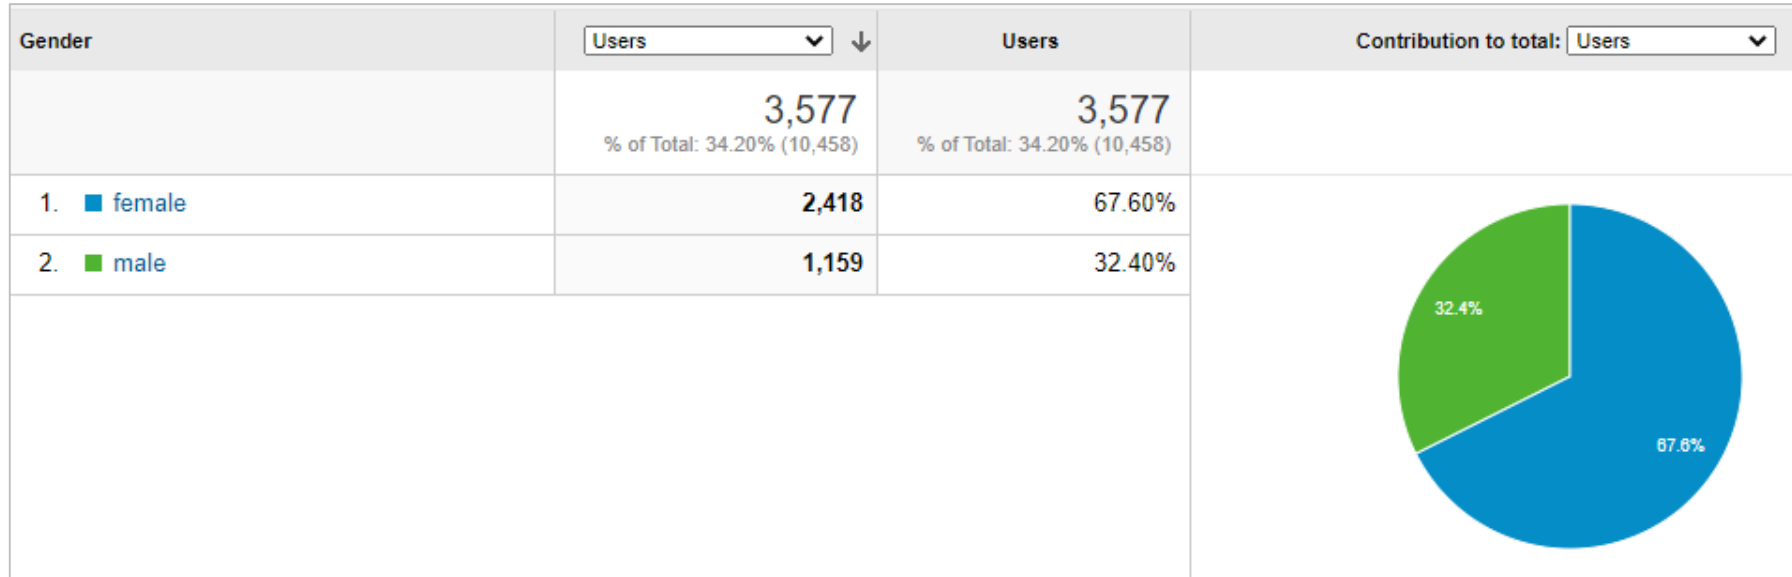 Gender Users Users Contribution to total: Users
3,577 3,577
% of Total: 34.20% (10,458) % of Total: 34.20% (10,458)
1. female 2,418 67.60%
2. male 1,159 32.40%
32.4%
67.6%